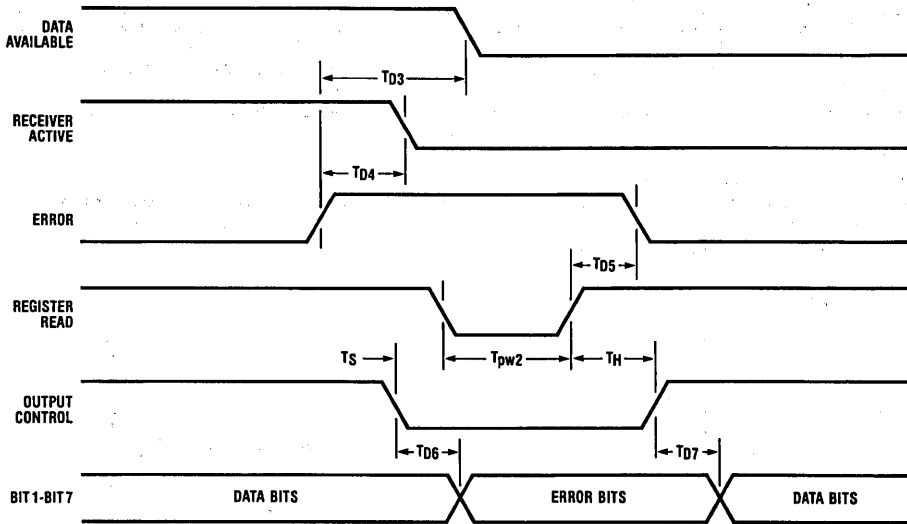 DATA
AVAILABLE
TD3
RECEIVER
ACTIVE
TD4
ERROR
TD5
REGISTER
READ
TS
Tpw2
TH
OUTPUT
CONTROL
TD6
TD7
BIT 1-BIT 7
DATA BITS
ERROR BITS
DATA BITS